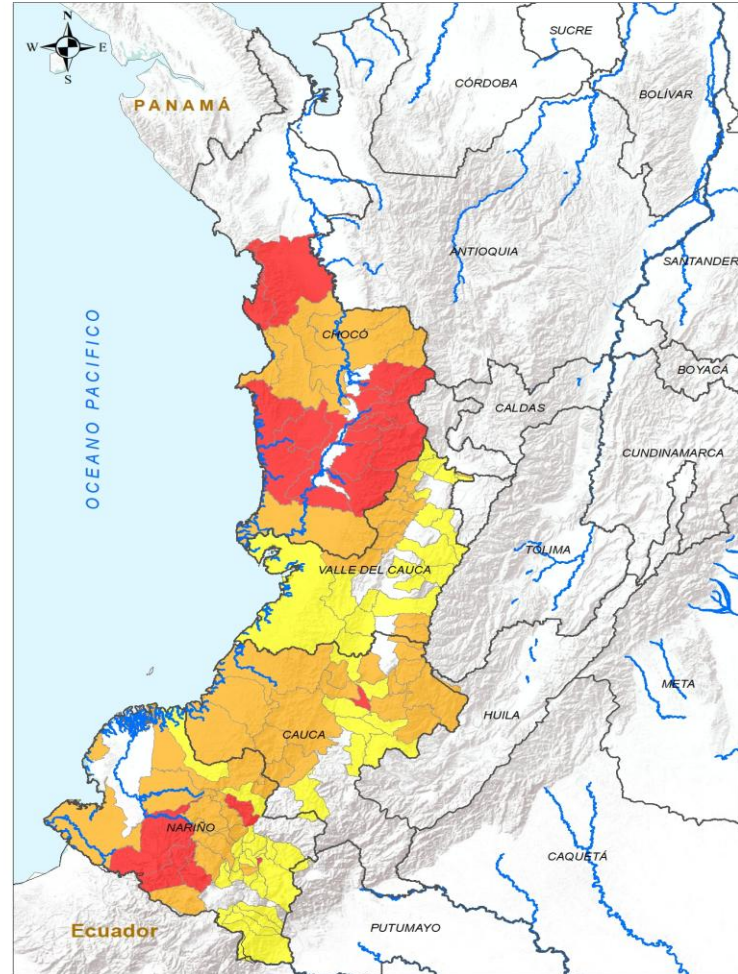 SUCRE
N
W E
S
CÓRDOBA
BOLÍVAR
PANAMÁ
ANTIOQUIA
SANTANDER
OCEANO PACIFICO
CHOCÓ
BOYACÁ
CALDAS
CUNDINAMARCA
TOLIMA
VALLE DEL CAUCA
META
HUILA
CAUCA
NARIÑO
CAQUETÁ
Ecuador
PUTUMAYO